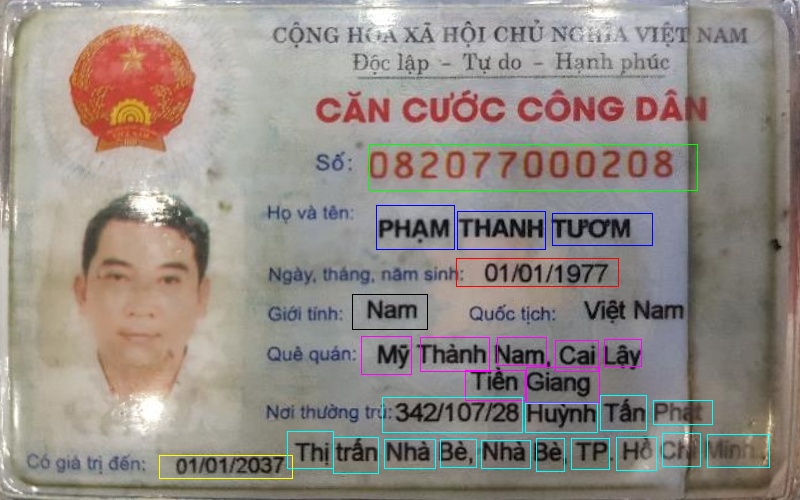 CỘNG HÒA XÃ HỘI CHỦ NGHĨA VIỆT NAM
Độc lập - Tự do - Hạnh phúc
CĂN CƯỚC CÔNG DÂN
Số: 082077000208
Họ và tên: PHẠM THANH TƯƠM
Ngày, tháng, năm sinh: 01/01/1977
Giới tính: Nam Quốc tịch: Việt Nam
Quê quán: Mỹ Thành Nam, Cai Lậy
Tiền Giang
Nơi thường trú: 342/107/28 Huỳnh Tấn Phát
Thị trấn Nhà Bè, Nhà Bè, TP. Hồ Chí Minh
Có giá trị đến: 01/01/2037